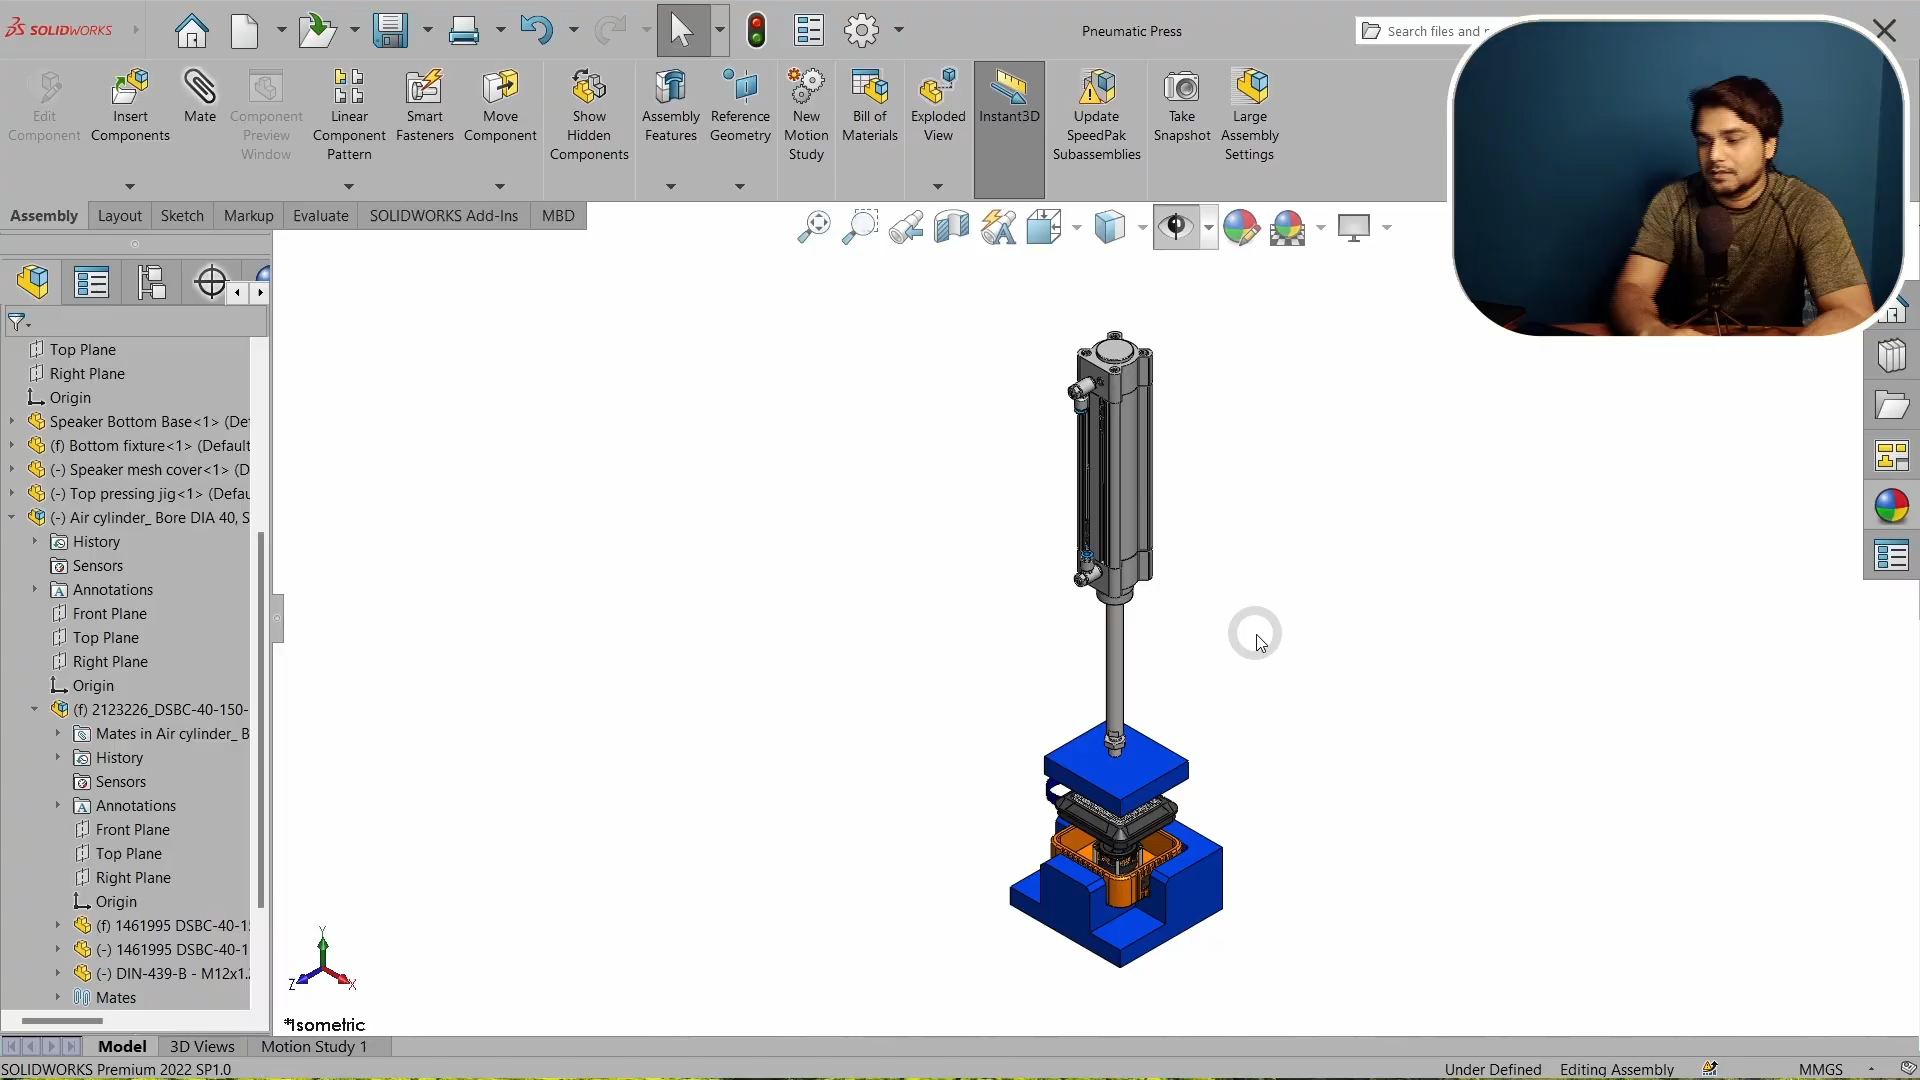 SOLIDWORKS
Pneumatic Press
Search files and
Edit
Component
Insert
Components
Mate
Component
Preview
Window
Linear
Component
Pattern
Smart
Fasteners
Move
Component
Show
Hidden
Components
Assembly
Features
Reference
Geometry
New
Motion
Study
Bill of
Materials
Exploded
View
Instant3D
Update
SpeedPak
Subassemblies
Take
Snapshot
Large
Assembly
Settings
Assembly
Layout
Sketch
Markup
Evaluate
SOLIDWORKS Add-Ins
MBD
Top Plane
Right Plane
Origin
Speaker Bottom Base<1> (De
(f) Bottom fixture<1> (Default
(-) Speaker mesh cover<1> (D
(-) Top pressing jig<1> (Defau
(-) Air cylinder_ Bore DIA 40, S
History
Sensors
Annotations
Front Plane
Top Plane
Right Plane
Origin
(f) 2123226_DSBC-40-150-
Mates in Air cylinder_ B
History
Sensors
Annotations
Front Plane
Top Plane
Right Plane
Origin
(f) 1461995 DSBC-40-1
(-) 1461995 DSBC-40-1
(-) DIN-439-B - M12x1.
Mates
Y
Z
X
*Isometric
Model
3D Views
Motion Study 1
SOLIDWORKS Premium 2022 SP1.0
Under Defined
Editing Assembly
MMGS